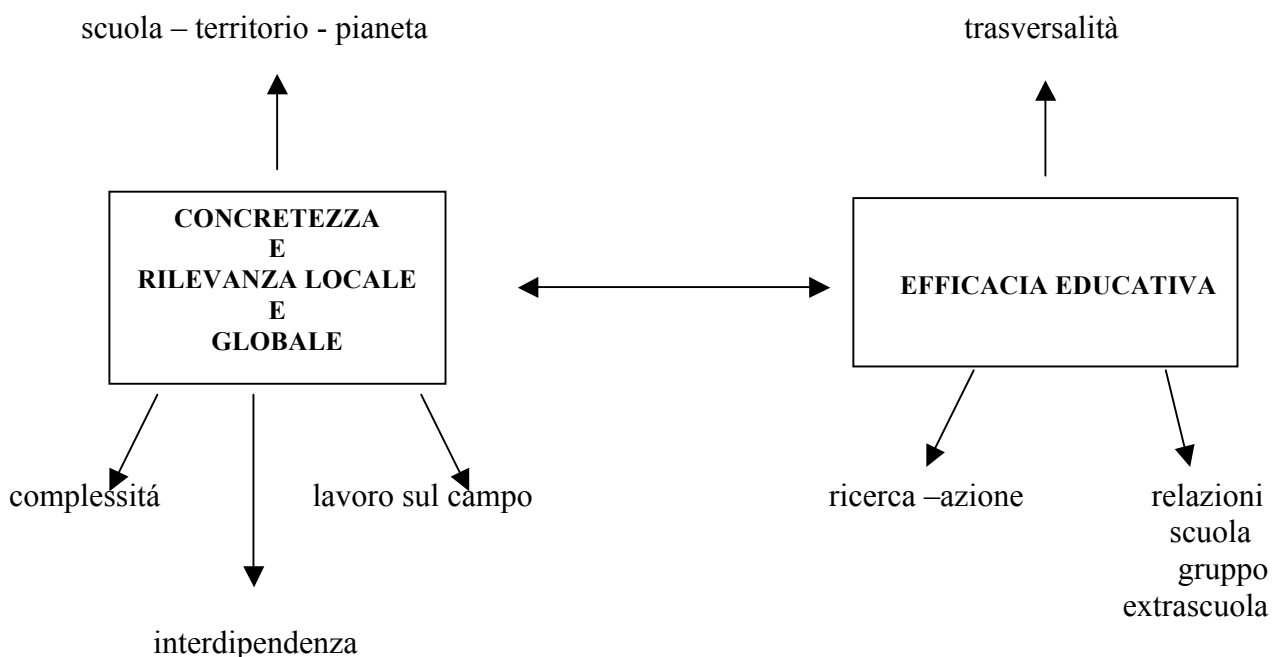 scuola – territorio - pianeta
trasversalità
CONCRETEZZA
E
RILEVANZA LOCALE
E
GLOBALE
EFFICACIA EDUCATIVA
complessitá
lavoro sul campo
ricerca –azione
relazioni
scuola
gruppo
extrascuola
interdipendenza